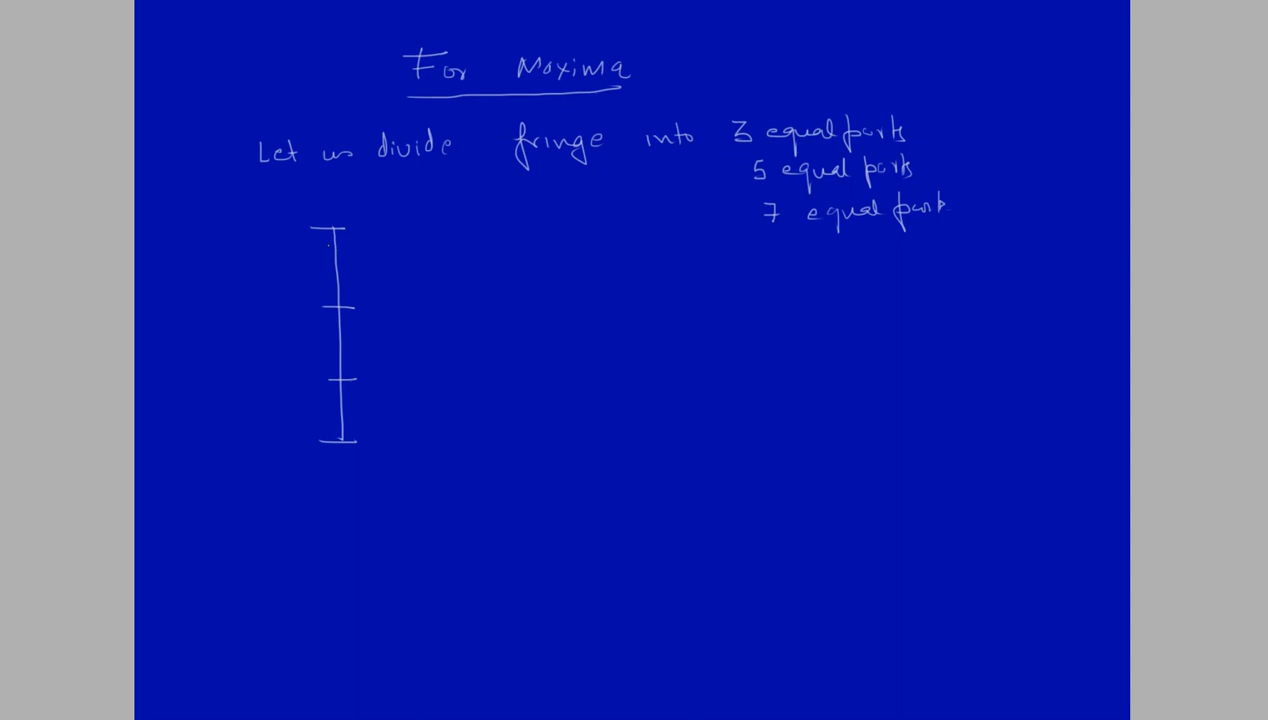 For Maxima
Let us divide fringe into 3 equal parts
5 equal parts
7 equal parts